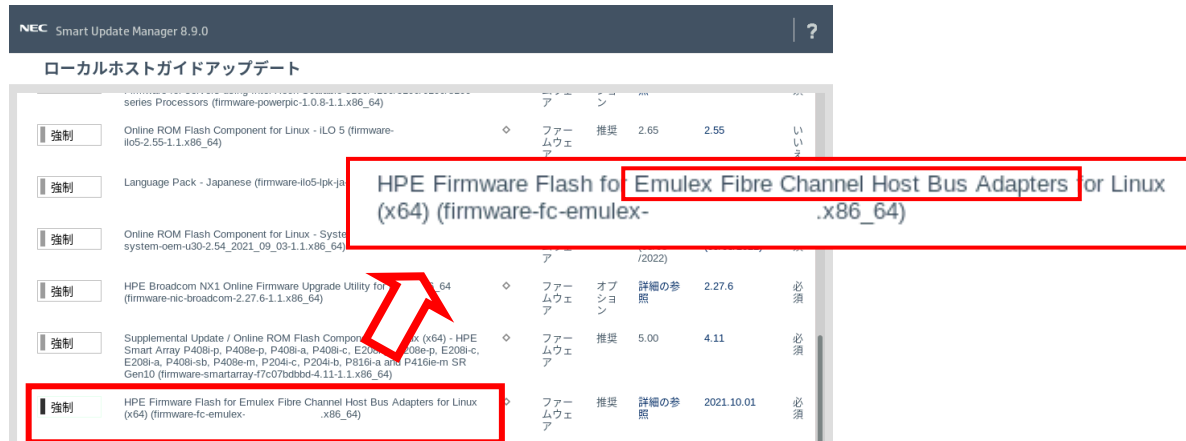 NEC Smart Update Manager 8.9.0
?
ローカルホストガイドアップデート
series Processors (firmware-powerpic-1.0.8-1.1.x86_64)
ア
ン
強制
Online ROM Flash Component for Linux - iLO 5 (firmware-
ilo5-2.55-1.1.x86_64)
ファー
ムウェ
ア
推奨
2.65
2.55
いい
え
強制
Language Pack - Japanese (firmware-ilo5-lpk-ja
HPE Firmware Flash for Emulex Fibre Channel Host Bus Adapters for Linux
(x64) (firmware-fc-emulex- .x86_64)
強制
Online ROM Flash Component for Linux - Syste
system-oem-u30-2.54_2021_09_03-1.1.x86_64)
ア
/2022)
強制
HPE Broadcom NX1 Online Firmware Upgrade Utility for _64
(firmware-nic-broadcom-2.27.6-1.1.x86_64)
ファー
ムウェ
ア
オプ
ショ
ン
詳細の参
照
2.27.6
必
須
強制
Supplemental Update / Online ROM Flash Compon x (x64) - HPE
Smart Array P408i-p, P408e-p, P408i-a, P408i-c, E208i-p, E208e-p, E208i-c,
E208i-a, P408i-sb, P408e-m, P204i-c, P204i-b, P816i-a and P416ie-m SR
Gen10 (firmware-smartarray-f7c07bdbbd-4.11-1.1.x86_64)
ファー
ムウェ
ア
推奨
5.00
4.11
必
須
強制
HPE Firmware Flash for Emulex Fibre Channel Host Bus Adapters for Linux
(x64) (firmware-fc-emulex- .x86_64)
ファー
ムウェ
ア
推奨
詳細の参
照
2021.10.01
必
須